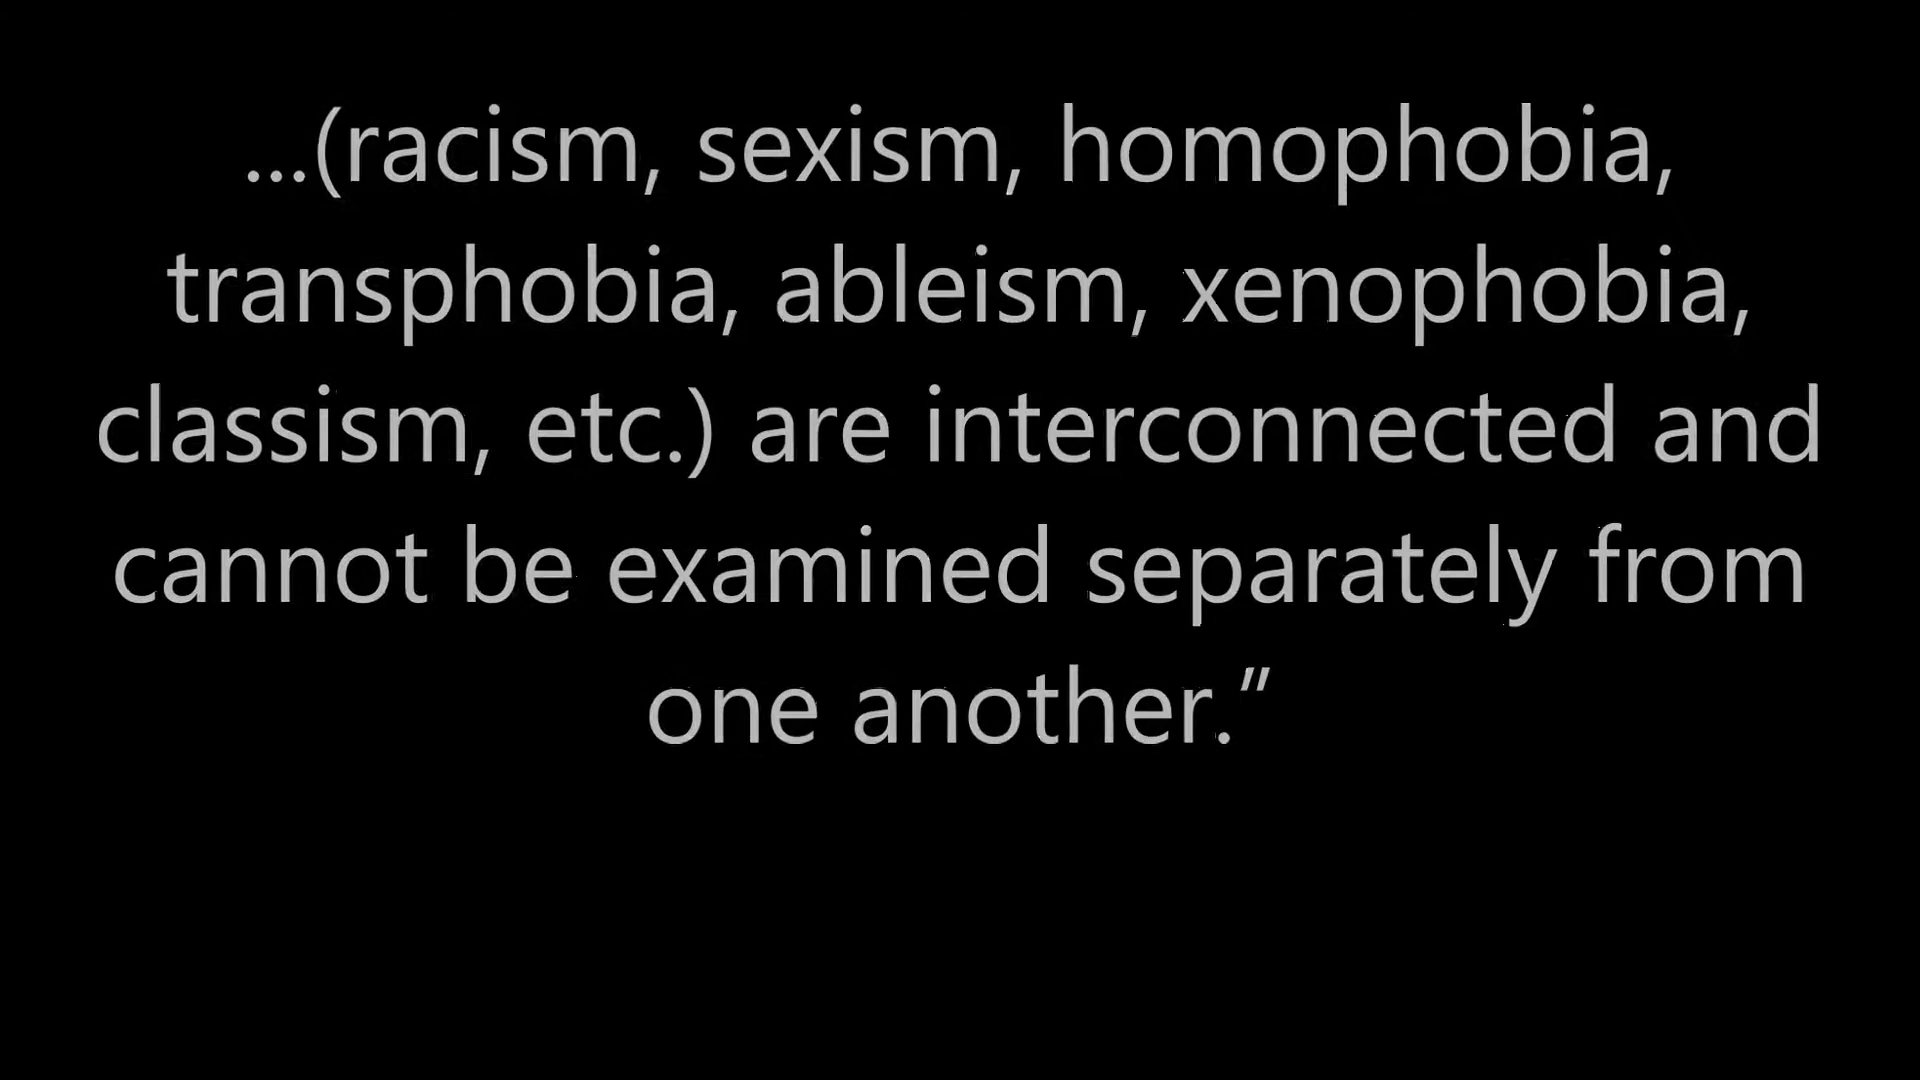 ...(racism, sexism, homophobia,
transphobia, ableism, xenophobia,
classism, etc.) are interconnected and
cannot be examined separately from
one another.”